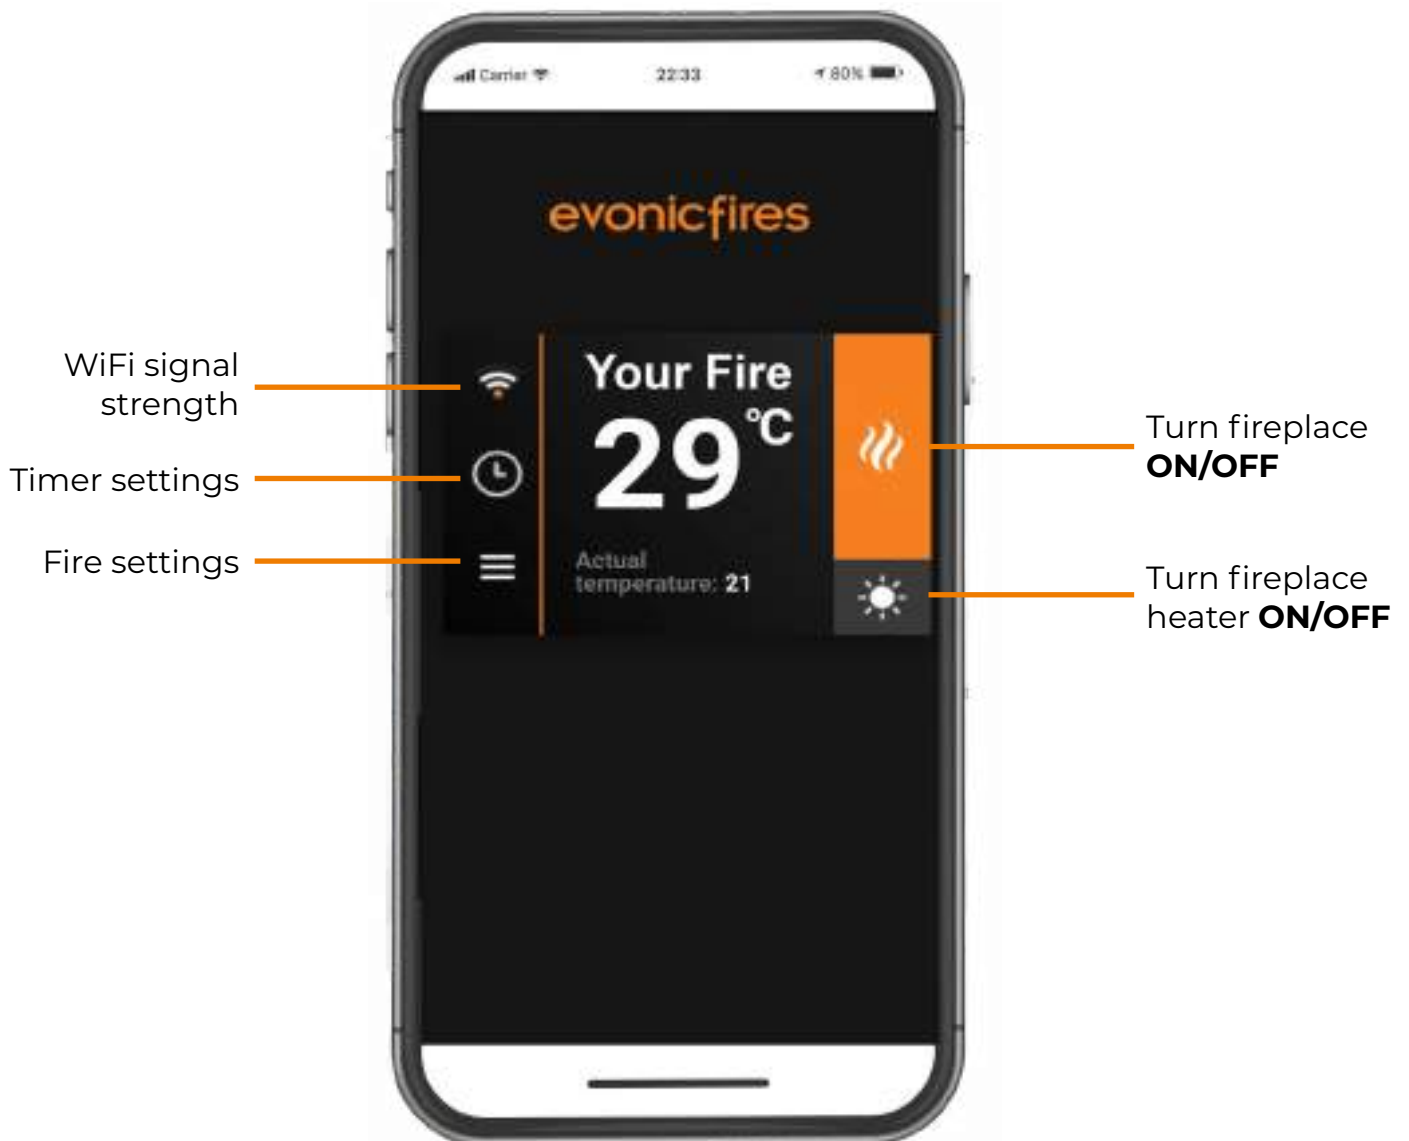 Carrier
22:33
80%
evonicfires
WiFi signal
strength
Timer settings
Fire settings
Your Fire
29°C
Actual
temperature: 21
Turn fireplace
ON/OFF
Turn fireplace
heater ON/OFF